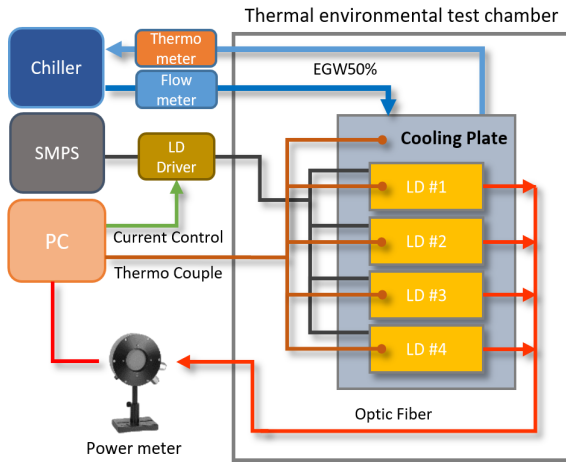 Thermal environmental test chamber
Chiller
Thermo
meter
Flow
meter
EGW50%
SMPS
LD
Driver
Cooling Plate
LD #1
PC
Current Control
LD #2
Thermo Couple
LD #3
LD #4
Optic Fiber
Power meter